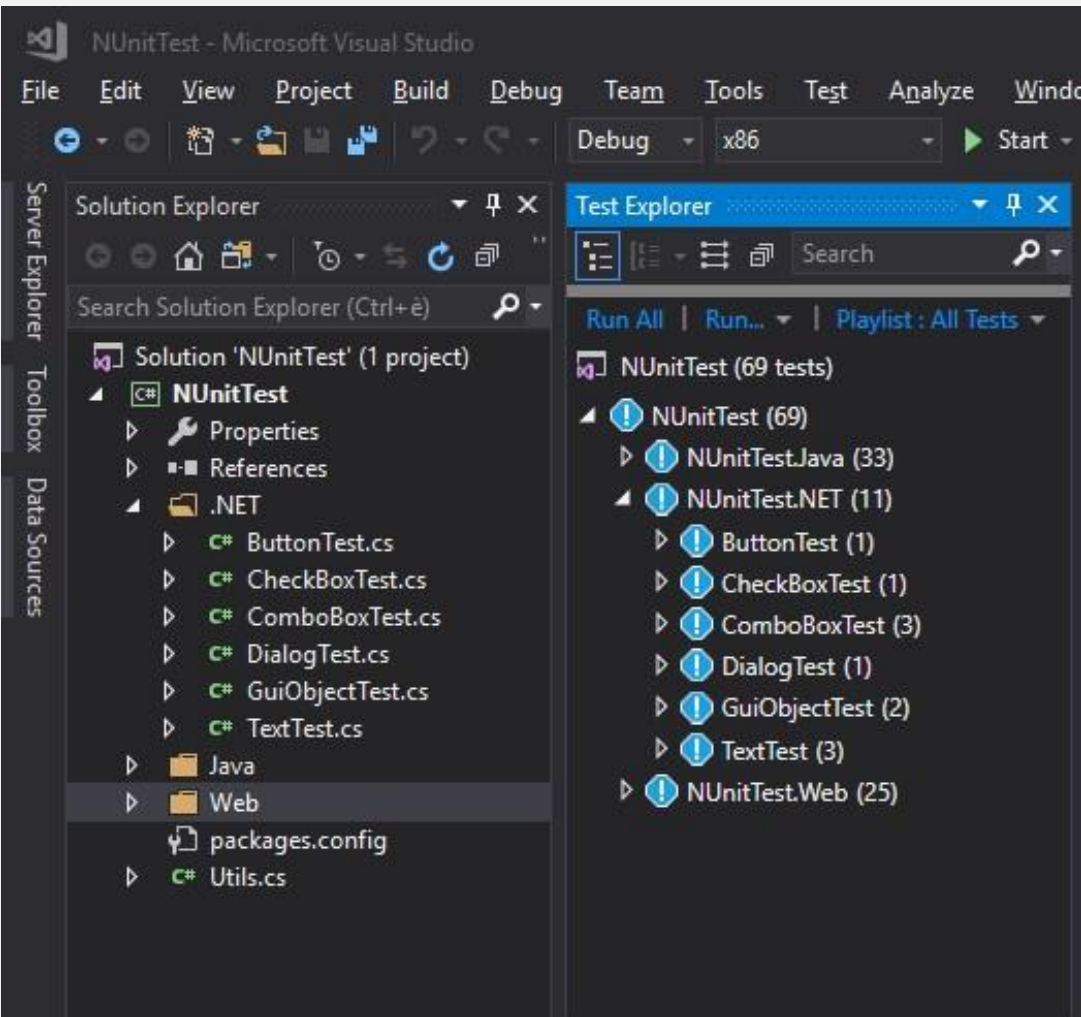 NUnitTest - Microsoft Visual Studio
File Edit View Project Build Debug Team Tools Test Analyze Windo
Debug x86 Start
Server Explorer
Toolbox
Data Sources
Solution Explorer
Search Solution Explorer (Ctrl+è)
Solution 'NUnitTest' (1 project)
C# NUnitTest
Properties
References
.NET
C# ButtonTest.cs
C# CheckBoxTest.cs
C# ComboBoxTest.cs
C# DialogTest.cs
C# GuiObjectTest.cs
C# TextTest.cs
Java
Web
packages.config
C# Utils.cs
Test Explorer
Search
Run All | Run... | Playlist : All Tests
NUnitTest (69 tests)
NUnitTest (69)
NUnitTest.Java (33)
NUnitTest.NET (11)
ButtonTest (1)
CheckBoxTest (1)
ComboBoxTest (3)
DialogTest (1)
GuiObjectTest (2)
TextTest (3)
NUnitTest.Web (25)